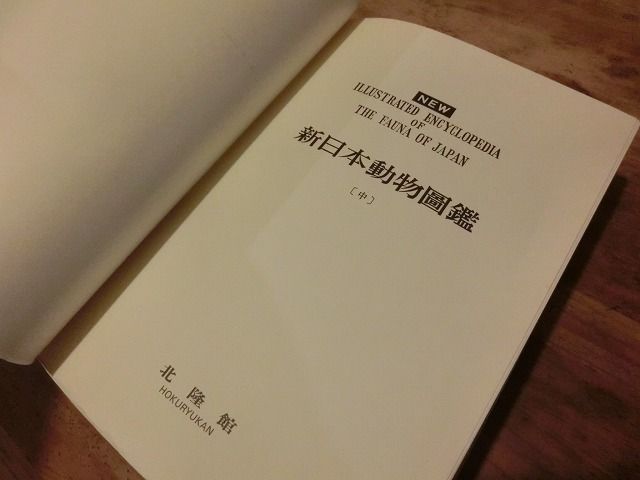 NEW
ILLUSTRATED ENCYCLOPEDIA
OF
THE FAUNA OF JAPAN
新日本動物圖鑑
〔中〕
北隆館
HOKURYUKAN